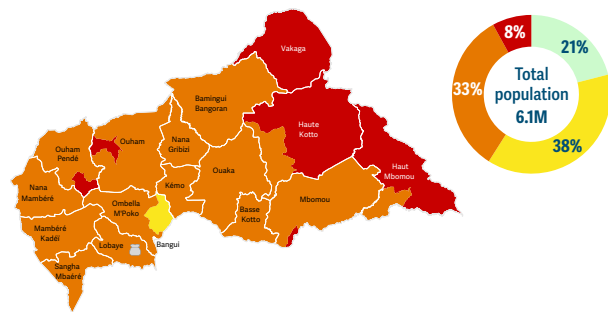 Vakaga
Bamingui
Bangoran
Haute
Kotto
Ouham
Ouham
Pendé
Nana
Gribizi
Haut
Mbomou
Ouaka
Kémo
Nana
Mambéré
Ombella
M'Poko
Basse
Kotto
Mbomou
Mambéré
Kadéï
Lobaye
Bangui
Sangha
Mbaéré
8%
21%
33%
Total
population
6.1M
38%